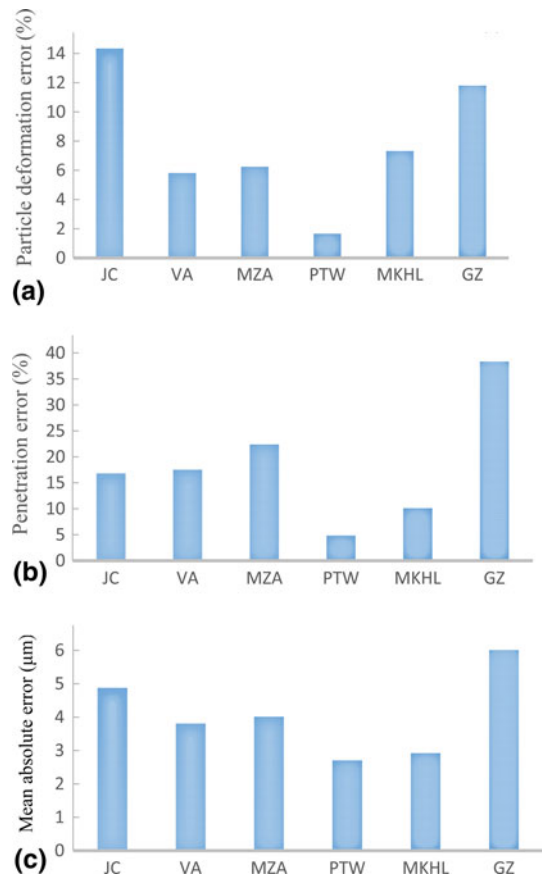 Particle deformation error (%)
14
12
10
8
6
4
2
0
JC VA MZA PTW MKHL GZ
(a)
Penetration error (%)
40
35
30
25
20
15
10
5
0
JC VA MZA PTW MKHL GZ
(b)
Mean absolute error (µm)
6
5
4
3
2
1
0
JC VA MZA PTW MKHL GZ
(c)